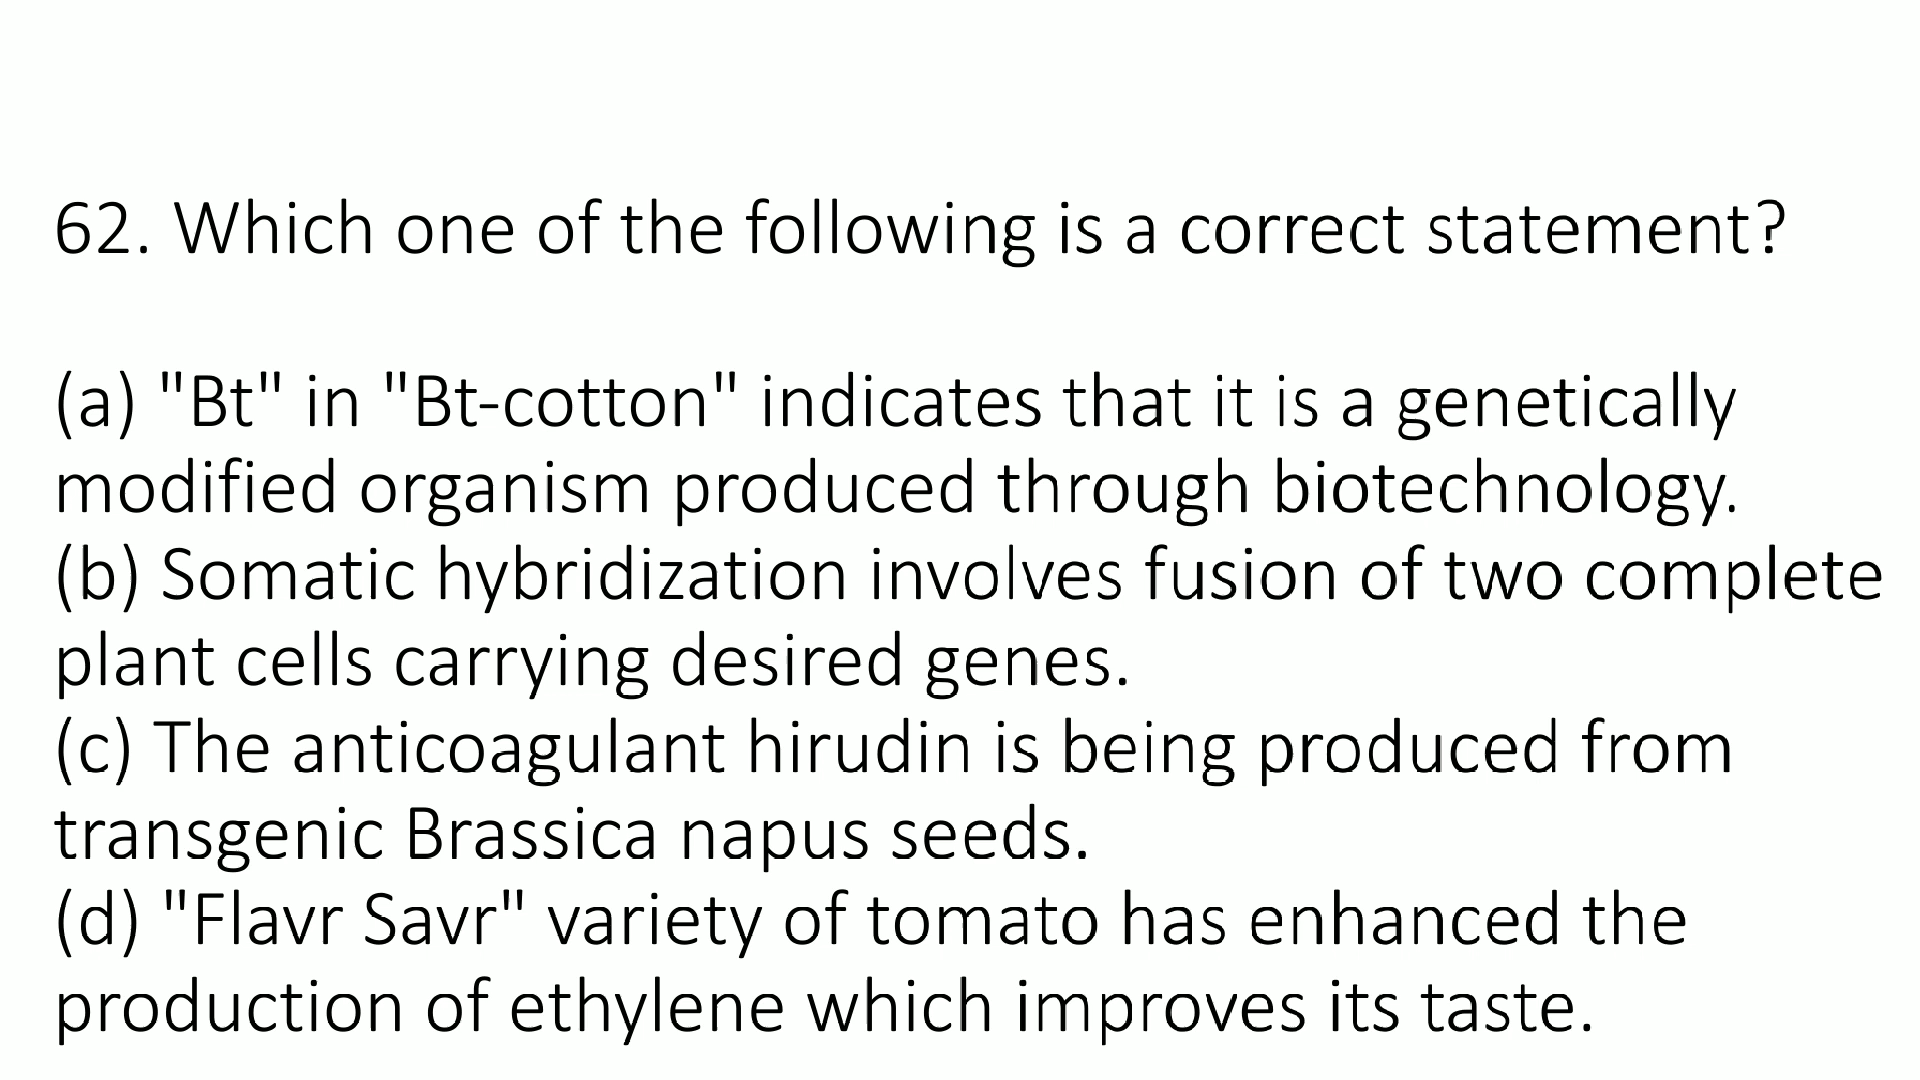 62. Which one of the following is a correct statement?
(a) "Bt" in "Bt-cotton" indicates that it is a genetically
modified organism produced through biotechnology.
(b) Somatic hybridization involves fusion of two complete
plant cells carrying desired genes.
(c) The anticoagulant hirudin is being produced from
transgenic Brassica napus seeds.
(d) "Flavr Savr" variety of tomato has enhanced the
production of ethylene which improves its taste.